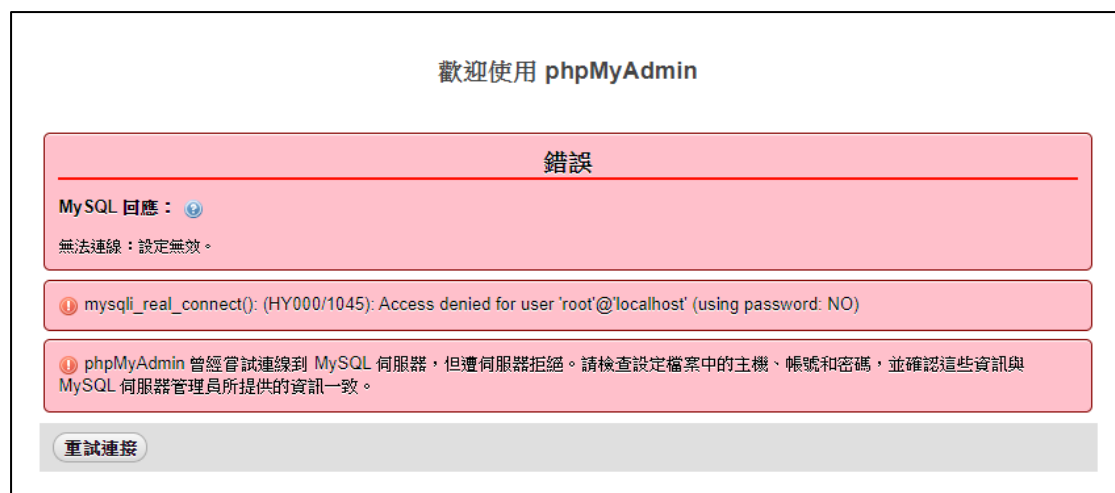 歡迎使用 phpMyAdmin
錯誤
MySQL 回應：
無法連線：設定無效。
mysqli_real_connect(): (HY000/1045): Access denied for user 'root'@'localhost' (using password: NO)
phpMyAdmin 曾經嘗試連線到 MySQL 伺服器，但遭伺服器拒絕。請檢查設定檔案中的主機、帳號和密碼，並確認這些資訊與
MySQL 伺服器管理員所提供的資訊一致。
重試連接